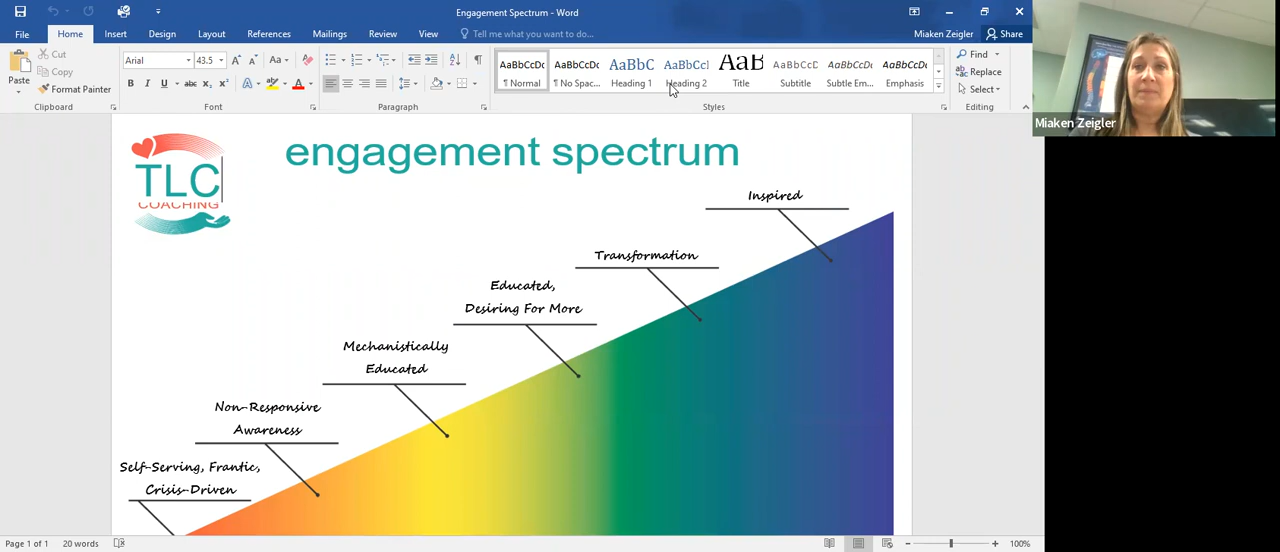 Engagement Spectrum - Word
File Home Insert Design Layout References Mailings Review View Tell me what you want to do...
Miaken Zeigler Share
Paste
Cut
Copy
Format Painter
Clipboard
Arial 43.5
Font
Paragraph
AaBbCcDc AaBbCcDc AaBbC AaBbCcI AaB AaBbCcD AaBbCcDc AaBbCcDc
¶ Normal ¶ No Spac... Heading 1 Heading 2 Title Subtitle Subtle Em... Emphasis
Styles
Find
Replace
Select
Editing
Miaken Zeigler
TLC
COACHING
engagement spectrum
Inspired
Transformation
Educated,
Desiring For More
Mechanistically
Educated
Non-Responsive
Awareness
Self-Serving, Frantic,
Crisis-Driven
Page 1 of 1 20 words
100%